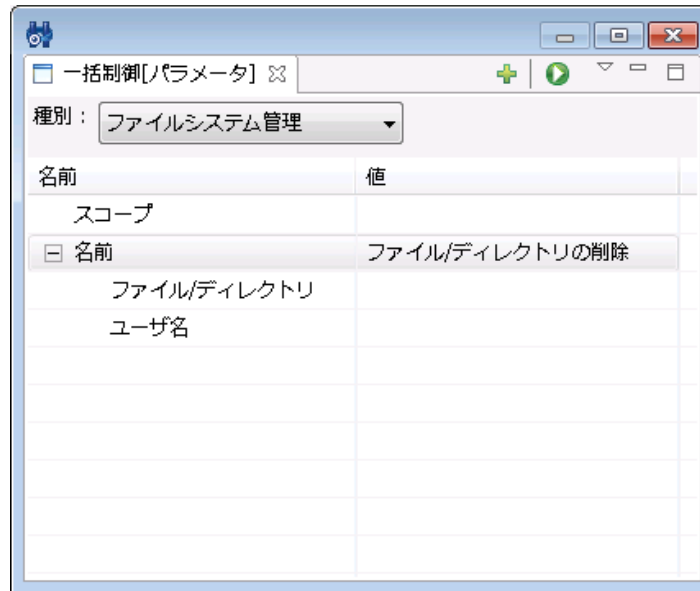 一括制御[パラメータ]
種別： ファイルシステム管理
名前 値
スコープ
名前 ファイル/ディレクトリの削除
ファイル/ディレクトリ
ユーザ名